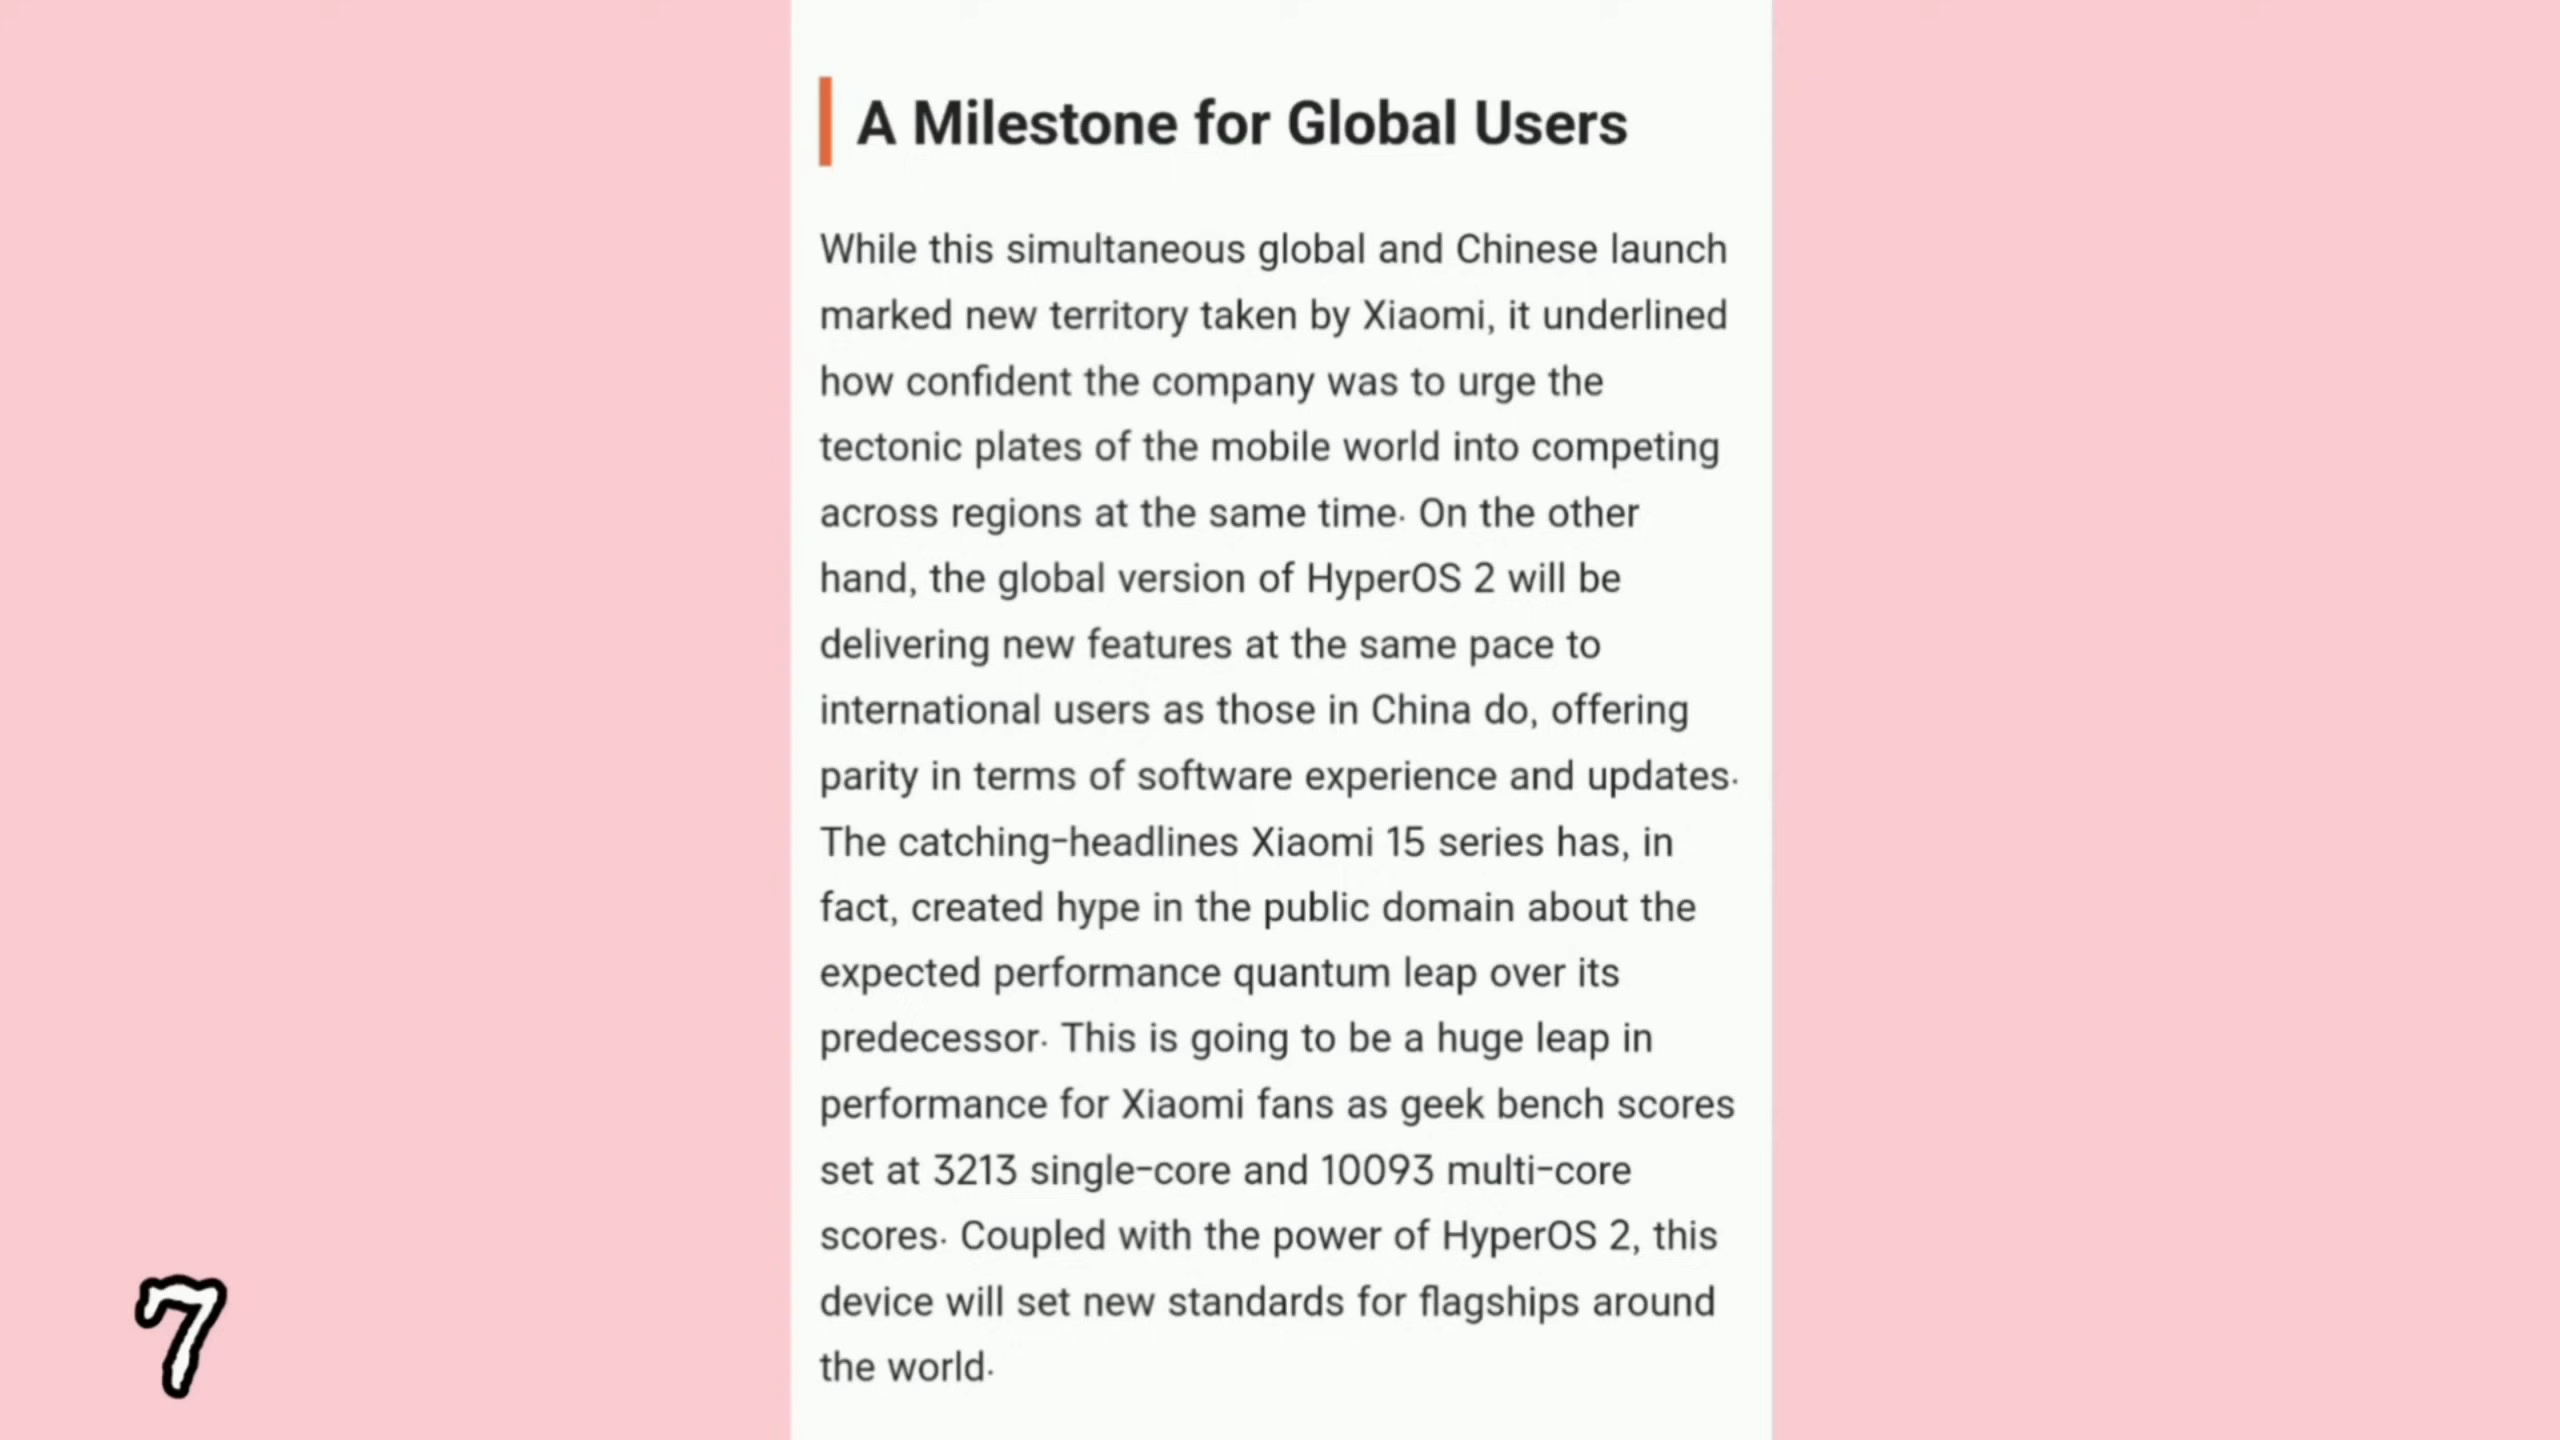 A Milestone for Global Users
While this simultaneous global and Chinese launch
marked new territory taken by Xiaomi, it underlined
how confident the company was to urge the
tectonic plates of the mobile world into competing
across regions at the same time. On the other
hand, the global version of HyperOS 2 will be
delivering new features at the same pace to
international users as those in China do, offering
parity in terms of software experience and updates.
The catching-headlines Xiaomi 15 series has, in
fact, created hype in the public domain about the
expected performance quantum leap over its
predecessor. This is going to be a huge leap in
performance for Xiaomi fans as geek bench scores
set at 3213 single-core and 10093 multi-core
scores. Coupled with the power of HyperOS 2, this
device will set new standards for flagships around
the world.
7